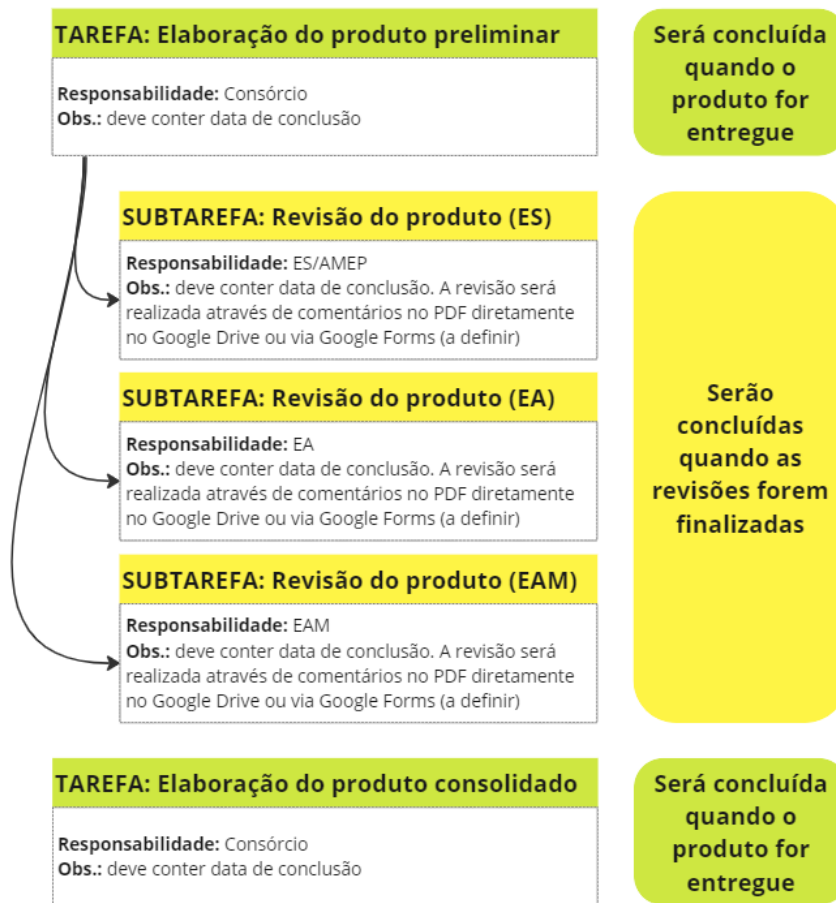 TAREFA: Elaboração do produto preliminar
Responsabilidade: Consórcio
Obs.: deve conter data de conclusão
Será concluída
quando o
produto for
entregue
SUBTAREFA: Revisão do produto (ES)
Responsabilidade: ES/AMEP
Obs.: deve conter data de conclusão. A revisão será
realizada através de comentários no PDF diretamente
no Google Drive ou via Google Forms (a definir)
SUBTAREFA: Revisão do produto (EA)
Responsabilidade: EA
Obs.: deve conter data de conclusão. A revisão será
realizada através de comentários no PDF diretamente
no Google Drive ou via Google Forms (a definir)
SUBTAREFA: Revisão do produto (EAM)
Responsabilidade: EAM
Obs.: deve conter data de conclusão. A revisão será
realizada através de comentários no PDF diretamente
no Google Drive ou via Google Forms (a definir)
Serão
concluídas
quando as
revisões forem
finalizadas
TAREFA: Elaboração do produto consolidado
Responsabilidade: Consórcio
Obs.: deve conter data de conclusão
Será concluída
quando o
produto for
entregue